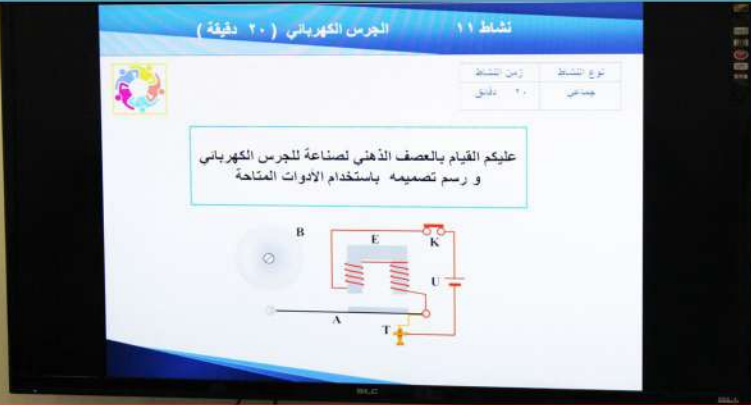 نشاط ١١ الجرس الكهربائي ( ٢٠ دقيقة )
نوع النشاط زمن النشاط
جماعي ٢٠ دقائق
عليكم القيام بالعصف الذهني لصناعة للجرس الكهربائي
و رسم تصميمه باستخدام الأدوات المتاحة
B
E
K
U
A
T